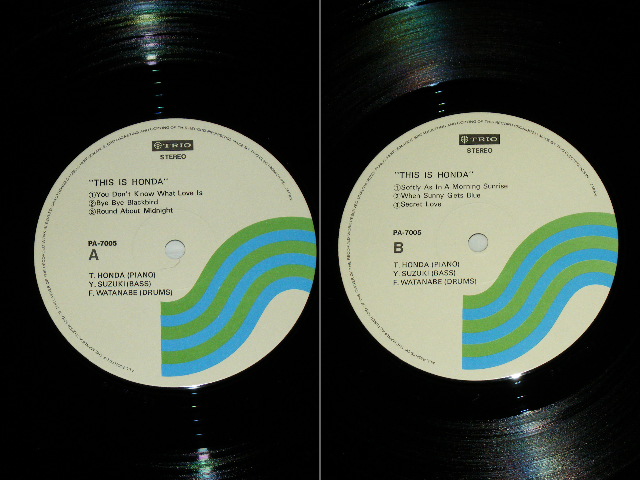 TRIO
STEREO
"THIS IS HONDA"
①You Don't Know What Love Is
②Bye Bye Blackbird
③Round About Midnight
PA-7005
A
T. HONDA (PIANO)
Y. SUZUKI (BASS)
F. WATANABE (DRUMS)
TRIO
STEREO
"THIS IS HONDA"
①Softly As In A Morning Sunrise
②When Sunny Gets Blue
③Secret Love
PA-7005
B
T. HONDA (PIANO)
Y. SUZUKI (BASS)
F. WATANABE (DRUMS)